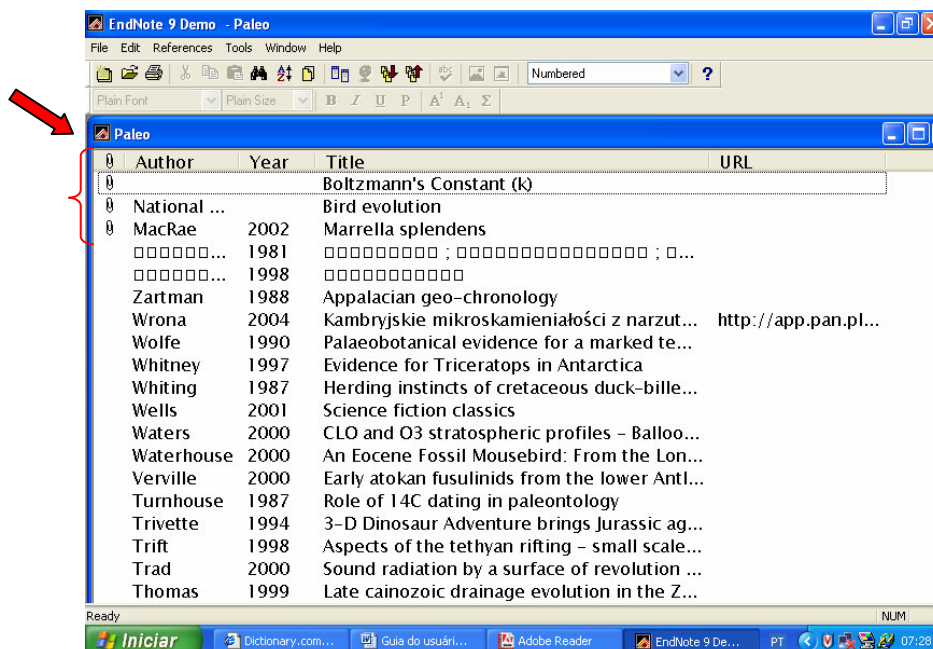 EndNote 9 Demo - Paleo
File Edit References Tools Window Help
Numbered
Plain Font Plain Size B I U P A¹ A₁ Σ
Paleo
Author Year Title URL
Boltzmann's Constant (k)
National ... Bird evolution
MacRae 2002 Marrella splendens
□□□□□□... 1981 □□□□□□□□□ ; □□□□□□□□□□□□□□□ ; □...
□□□□□□... 1998 □□□□□□□□□□□
Zartman 1988 Appalacian geo-chronology
Wrona 2004 Kambryjskie mikroskamieniałości z narzut... http://app.pan.pl...
Wolfe 1990 Palaeobotanical evidence for a marked te...
Whitney 1997 Evidence for Triceratops in Antarctica
Whiting 1987 Herding instincts of cretaceous duck-bille...
Wells 2001 Science fiction classics
Waters 2000 CLO and O3 stratospheric profiles - Balloo...
Waterhouse 2000 An Eocene Fossil Mousebird: From the Lon...
Verville 2000 Early atokan fusulinids from the lower Antl...
Turnhouse 1987 Role of 14C dating in paleontology
Trivette 1994 3-D Dinosaur Adventure brings Jurassic ag...
Trift 1998 Aspects of the tethyan rifting - small scale...
Trad 2000 Sound radiation by a surface of revolution ...
Thomas 1999 Late cainozoic drainage evolution in the Z...
Ready NUM
Iniciar Dictionary.com... Guia do usuári... Adobe Reader EndNote 9 De... PT 07:28